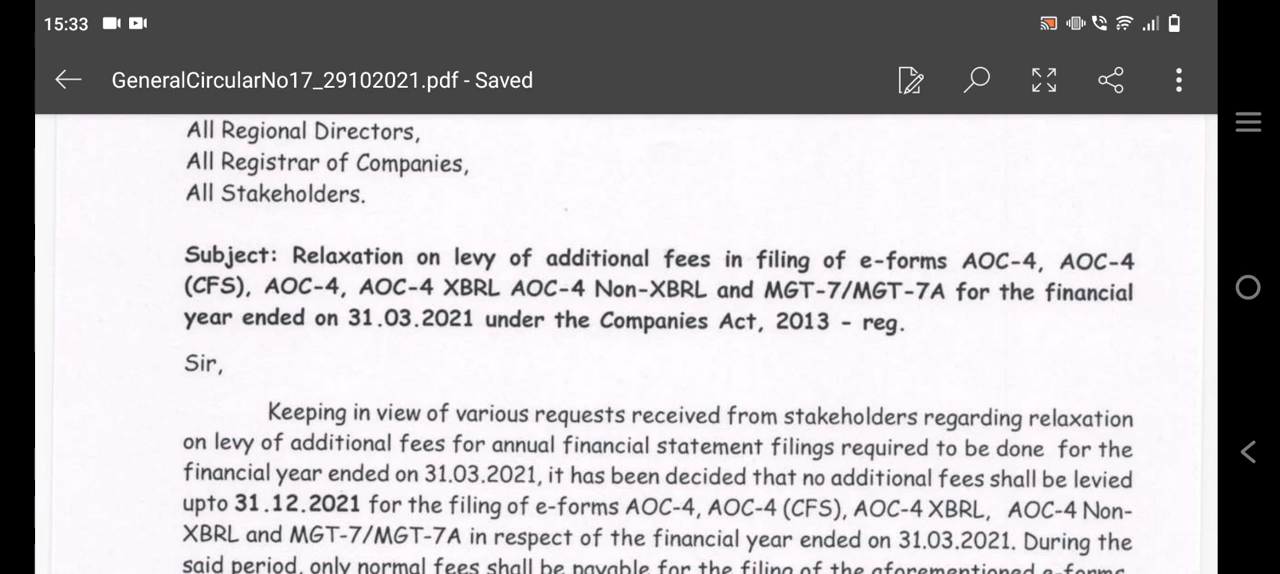 15:33
GeneralCircularNo17_29102021.pdf - Saved
All Regional Directors,
All Registrar of Companies,
All Stakeholders.
Subject: Relaxation on levy of additional fees in filing of e-forms AOC-4, AOC-4
(CFS), AOC-4, AOC-4 XBRL AOC-4 Non-XBRL and MGT-7/MGT-7A for the financial
year ended on 31.03.2021 under the Companies Act, 2013 - reg.
Sir,
Keeping in view of various requests received from stakeholders regarding relaxation
on levy of additional fees for annual financial statement filings required to be done for the
financial year ended on 31.03.2021, it has been decided that no additional fees shall be levied
upto 31.12.2021 for the filing of e-forms AOC-4, AOC-4 (CFS), AOC-4 XBRL, AOC-4 Non-
XBRL and MGT-7/MGT-7A in respect of the financial year ended on 31.03.2021. During the
said period, only normal fees shall be payable for the filing of the aforementioned e-forms.